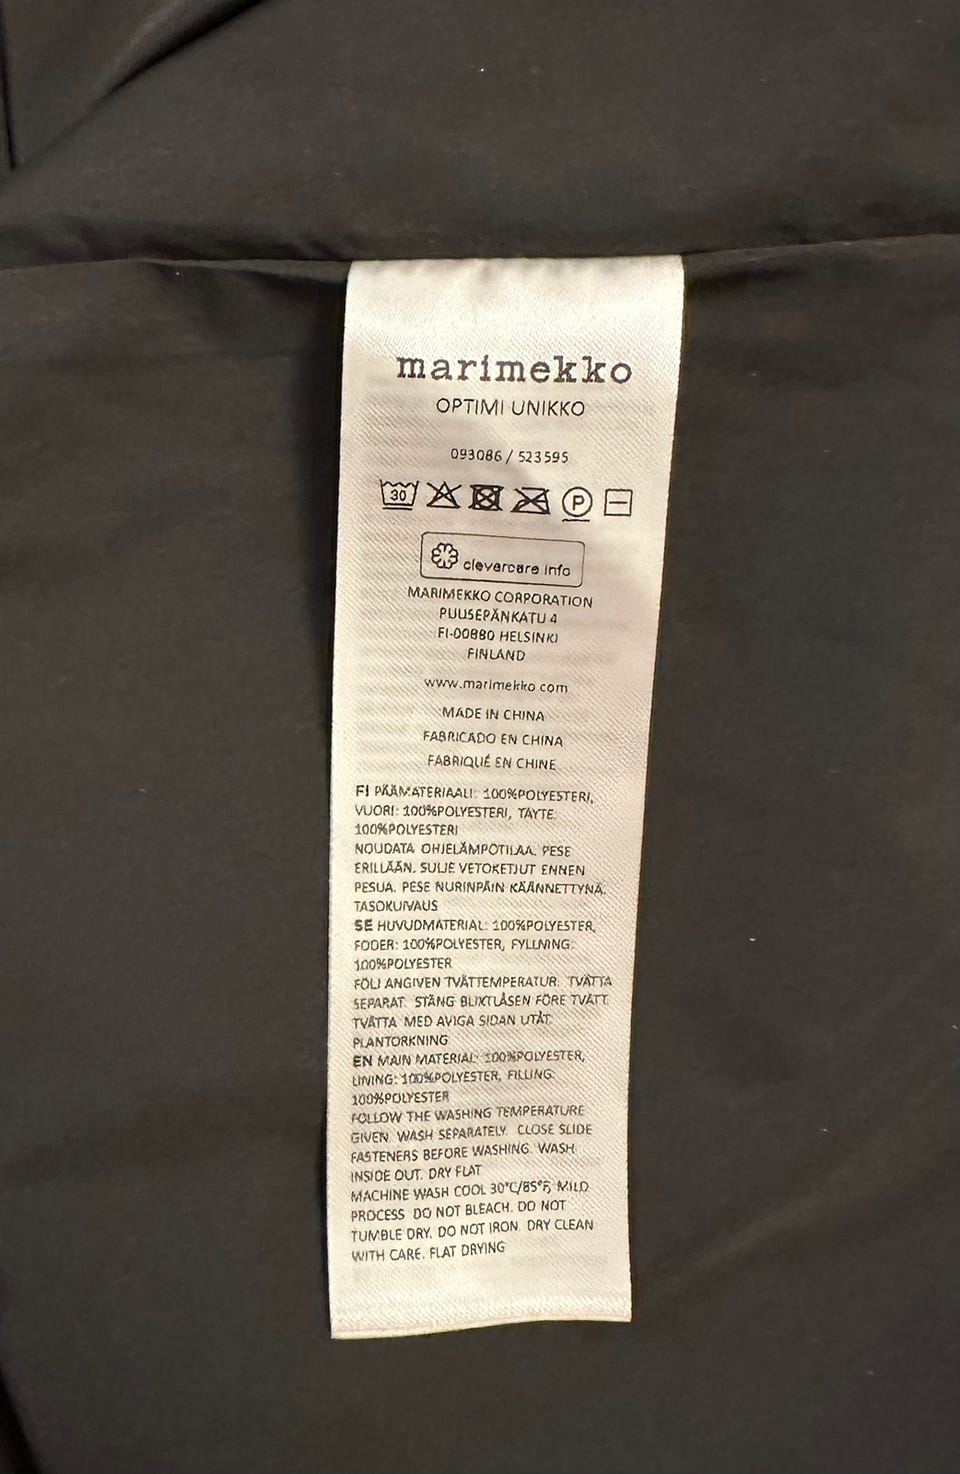 marimekko
OPTIMI UNIKKO
093086 / 523595
30 P
clevercare info
MARIMEKKO CORPORATION
PUUSEPÄNKATU 4
FI-00880 HELSINKI
FINLAND
www.marimekko com
MADE IN CHINA
FABRICADO EN CHINA
FABRIQUÉ EN CHINE
FI PÄÄMATERIAALI: 100%POLYESTERI,
VUORI: 100%POLYESTERI, TÄYTE:
100%POLYESTERI
NOUDATA OHJELÄMPÖTILAA. PESE
ERILLÄÄN. SULJE VETOKETJUT ENNEN
PESUA. PESE NURINPÄIN KÄÄNNETTYNÄ.
TASOKUIVAUS
SE HUVUDMATERIAL: 100%POLYESTER,
FODER: 100%POLYESTER, FYLLNING:
100%POLYESTER
FÖLJ ANGIVEN TVÄTTEMPERATUR. TVÄTTA
SEPARAT. STÄNG BLIXTLÅSEN FÖRE TVÄTT.
TVÄTTA MED AVIGA SIDAN UTÅT.
PLANTORKNING
EN MAIN MATERIAL: 100%POLYESTER,
LINING: 100%POLYESTER, FILLING:
100%POLYESTER
FOLLOW THE WASHING TEMPERATURE
GIVEN. WASH SEPARATELY. CLOSE SLIDE
FASTENERS BEFORE WASHING. WASH
INSIDE OUT. DRY FLAT
MACHINE WASH COOL 30°C/85°F, MILD
PROCESS DO NOT BLEACH. DO NOT
TUMBLE DRY. DO NOT IRON. DRY CLEAN
WITH CARE. FLAT DRYING